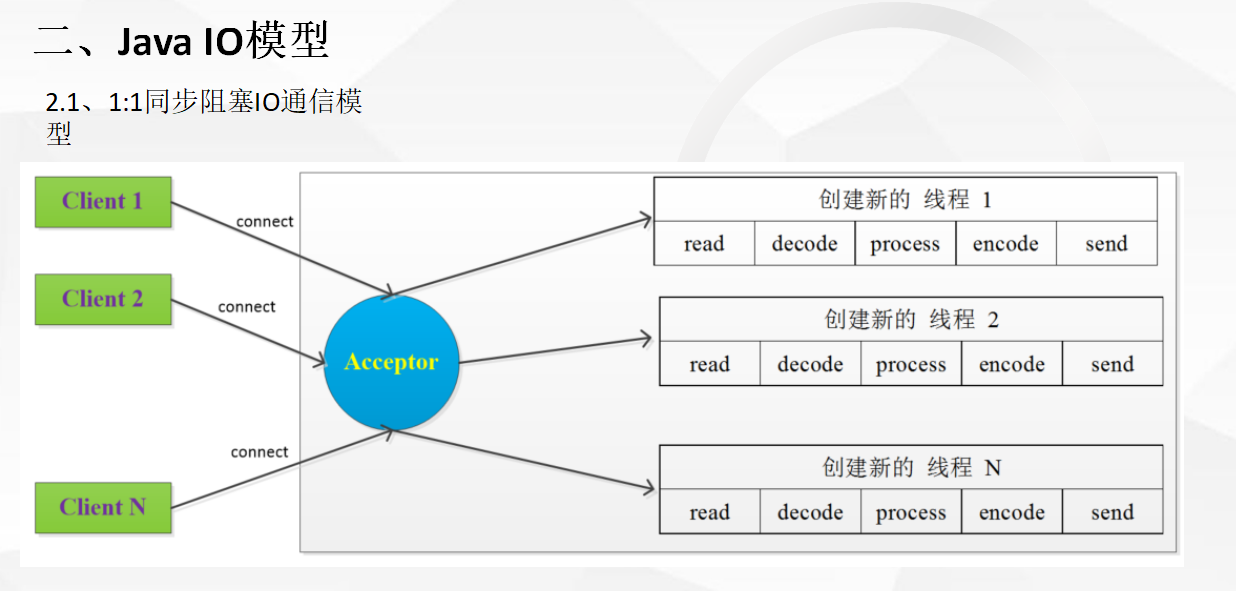 二、Java IO模型
2.1、1:1同步阻塞IO通信模
型
Client 1
connect
创建新的 线程 1
read decode process encode send
Client 2
connect
Acceptor
创建新的 线程 2
read decode process encode send
connect
Client N
创建新的 线程 N
read decode process encode send